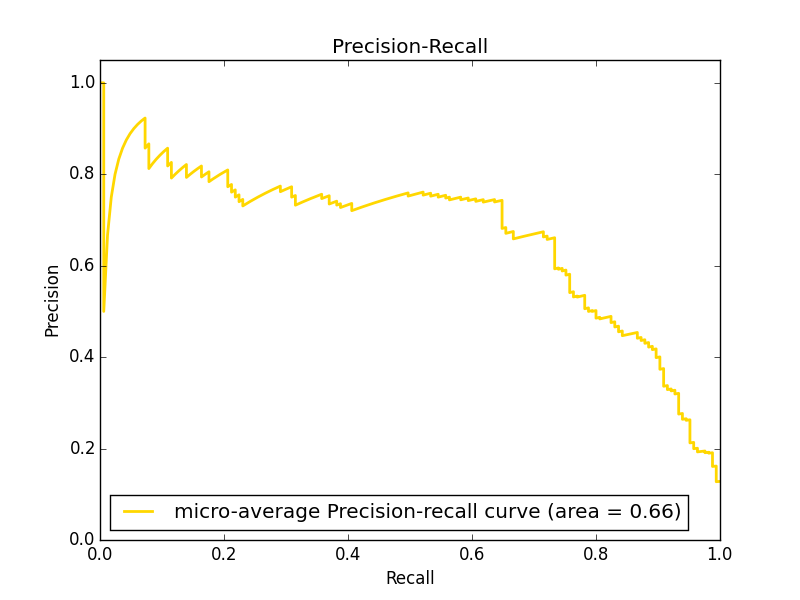 Precision-Recall
1.0
0.8
0.6
0.4
0.2
0.0
Precision
micro-average Precision-recall curve (area = 0.66)
0.0 0.2 0.4 0.6 0.8 1.0
Recall